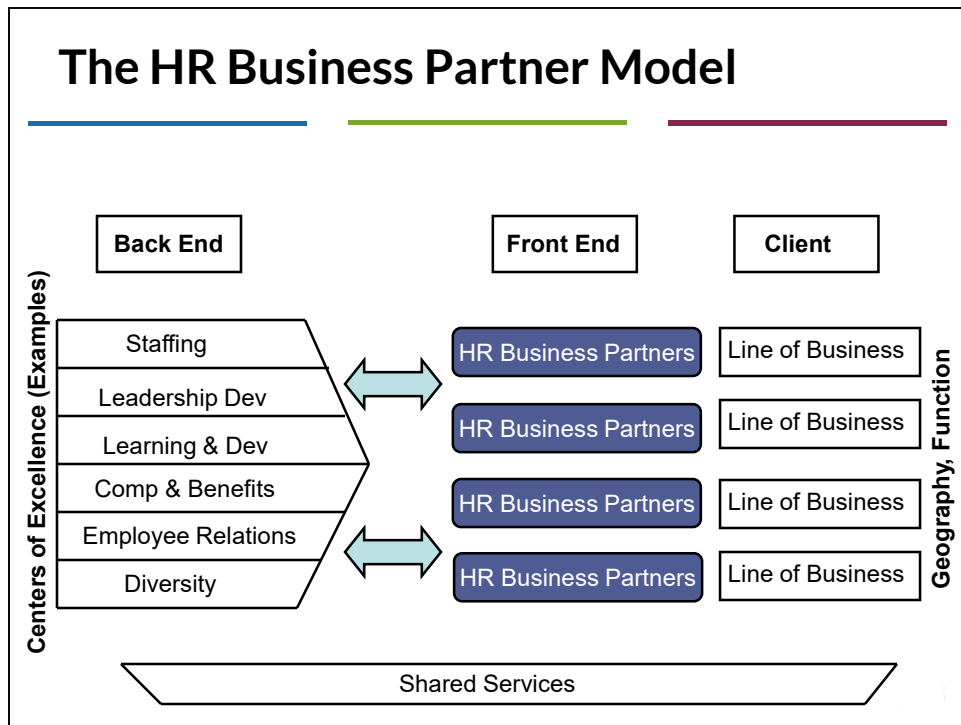 The HR Business Partner Model
Back End
Front End
Client
Centers of Excellence (Examples)
Staffing
Leadership Dev
Learning & Dev
Comp & Benefits
Employee Relations
Diversity
HR Business Partners
Line of Business
HR Business Partners
Line of Business
HR Business Partners
Line of Business
HR Business Partners
Line of Business
Geography, Function
Shared Services